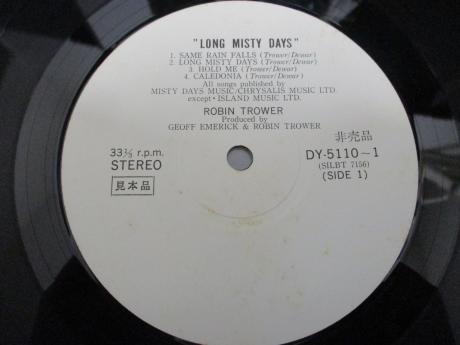 "LONG MISTY DAYS"
1. SAME RAIN FALLS (Trower/Dewar)
2. LONG MISTY DAYS (Trower/Dewar)
3. HOLD ME (Trower/Dewar)
4. CALEDONIA (Trower/Dewar)
All songs published by
MISTY DAYS MUSIC/CHRYSALIS MUSIC LTD.
except • ISLAND MUSIC LTD.
ROBIN TROWER
Produced by
GEOFF EMERICK & ROBIN TROWER
33⅓ r.p.m.
STEREO
見本品
非売品
DY-5110~1
(SILBT 7156)
(SIDE 1)